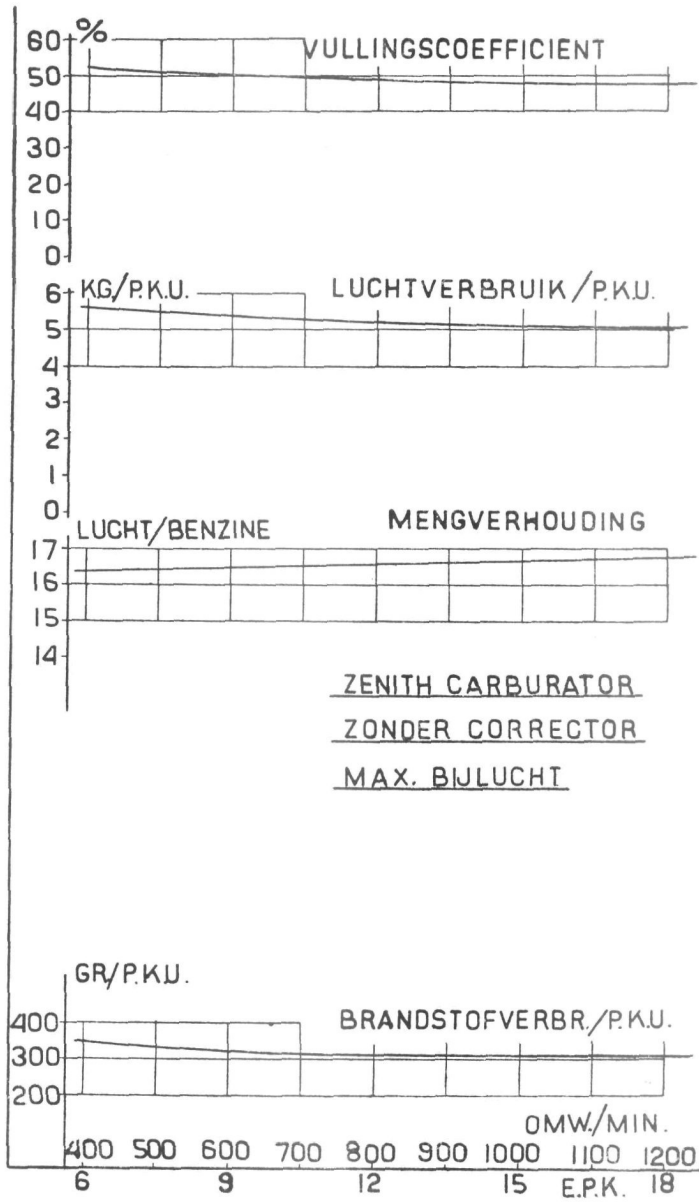 %
VULLINGSCOEFFICIENT
60
50
40
30
20
10
0
KG/P.K.U.
LUCHTVERBRUIK/P.K.U.
6
5
4
3
2
1
0
LUCHT/BENZINE
MENGVERHOUDING
17
16
15
14
ZENITH CARBURATOR
ZONDER CORRECTOR
MAX. BIJLUCHT
GR/P.K.U.
BRANDSTOFVERBR./P.K.U.
400
300
200
OMW./MIN.
400 500 600 700 800 900 1000 1100 1200
6 9 12 15 E.P.K. 18